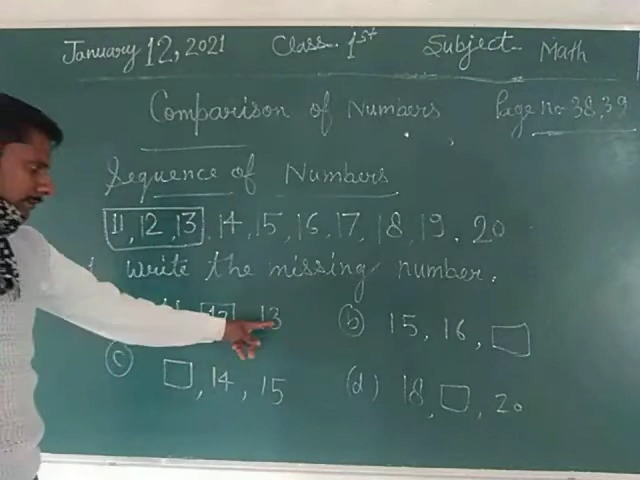 January 12, 2021 Class- 1st Subject- Math
Comparison of Numbers Page no- 38,39
Sequence of Numbers
11, 12, 13, 14, 15, 16, 17, 18, 19, 20
write the missing number.
11, 12, 13 (b) 15, 16, □
(c) □, 14, 15 (d) 18, □, 20